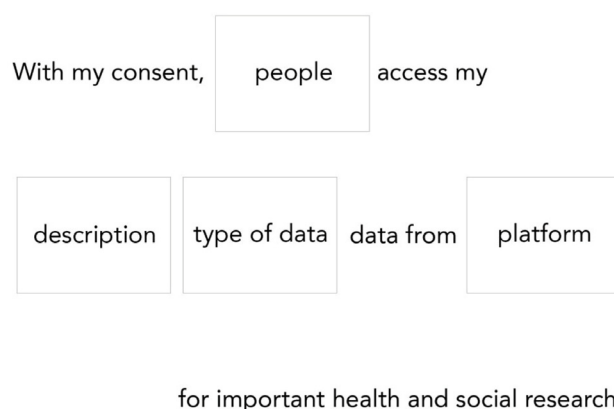 With my consent, people access my
description type of data data from platform
for important health and social research